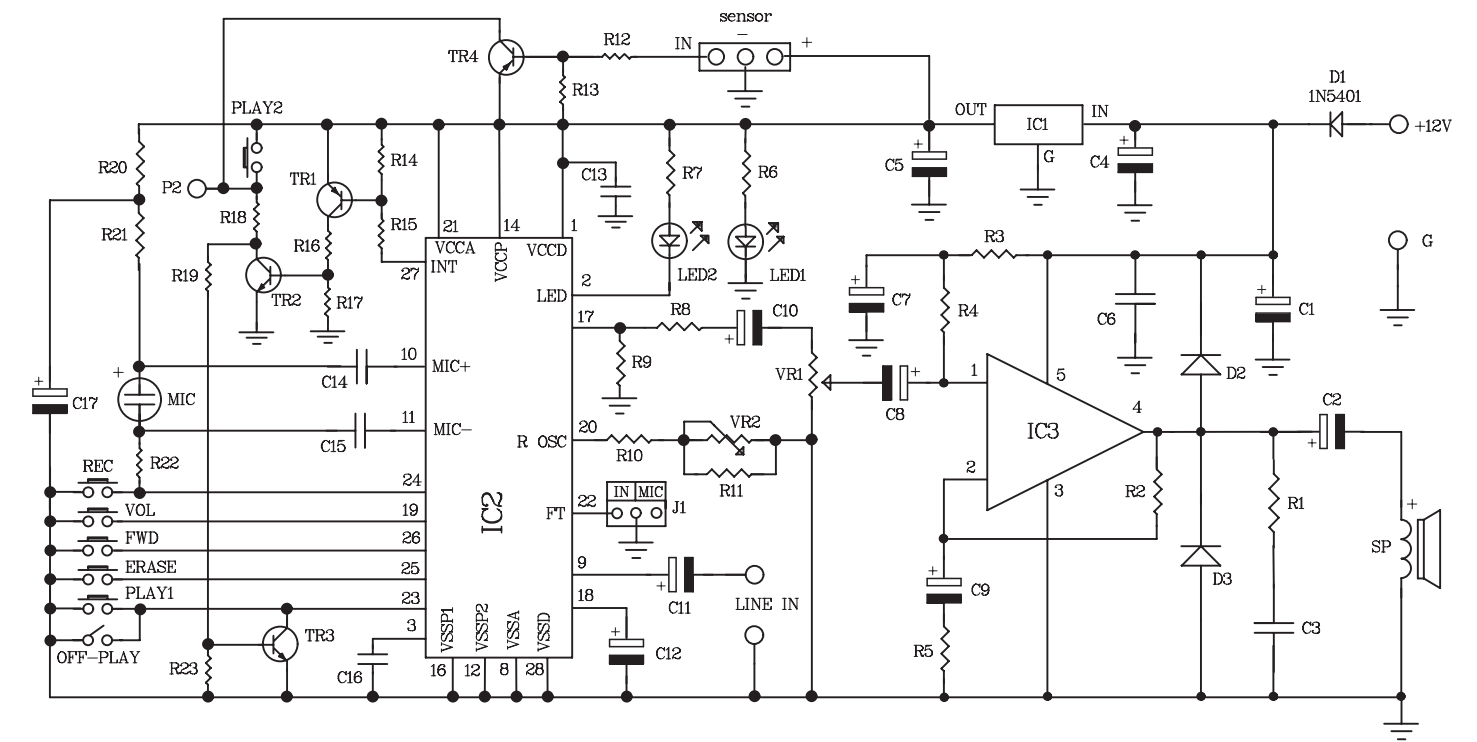 sensor
TR4
R12
IN
−
+
R13
D1
1N5401
PLAY2
OUT
IC1
IN
+12V
G
R20
R14
C13
R7
R6
C5
+
C4
+
P2
TR1
R18
R15
R21
R16
21
14
1
VCCA
VCCP
VCCD
INT
27
R19
TR2
R17
2
LED
LED2
LED1
R3
G
+
C7
R4
C6
+
C1
17
R8
+
C10
R9
VR1
10
MIC+
C14
+
MIC
11
MIC−
C15
+
C17
C8
+
1
5
D2
IC3
4
C2
+
2
3
20
R OSC
R10
VR2
R11
R22
REC
24
R2
R1
VOL
19
IC2
22
FT
IN
MIC
J1
FWD
26
+
SP
ERASE
25
9
+
C11
LINE IN
+
C9
D3
PLAY1
23
18
3
VSSP1
VSSP2
VSSA
VSSD
+
C12
C3
OFF-PLAY
TR3
R5
R23
C16
16
12
8
28